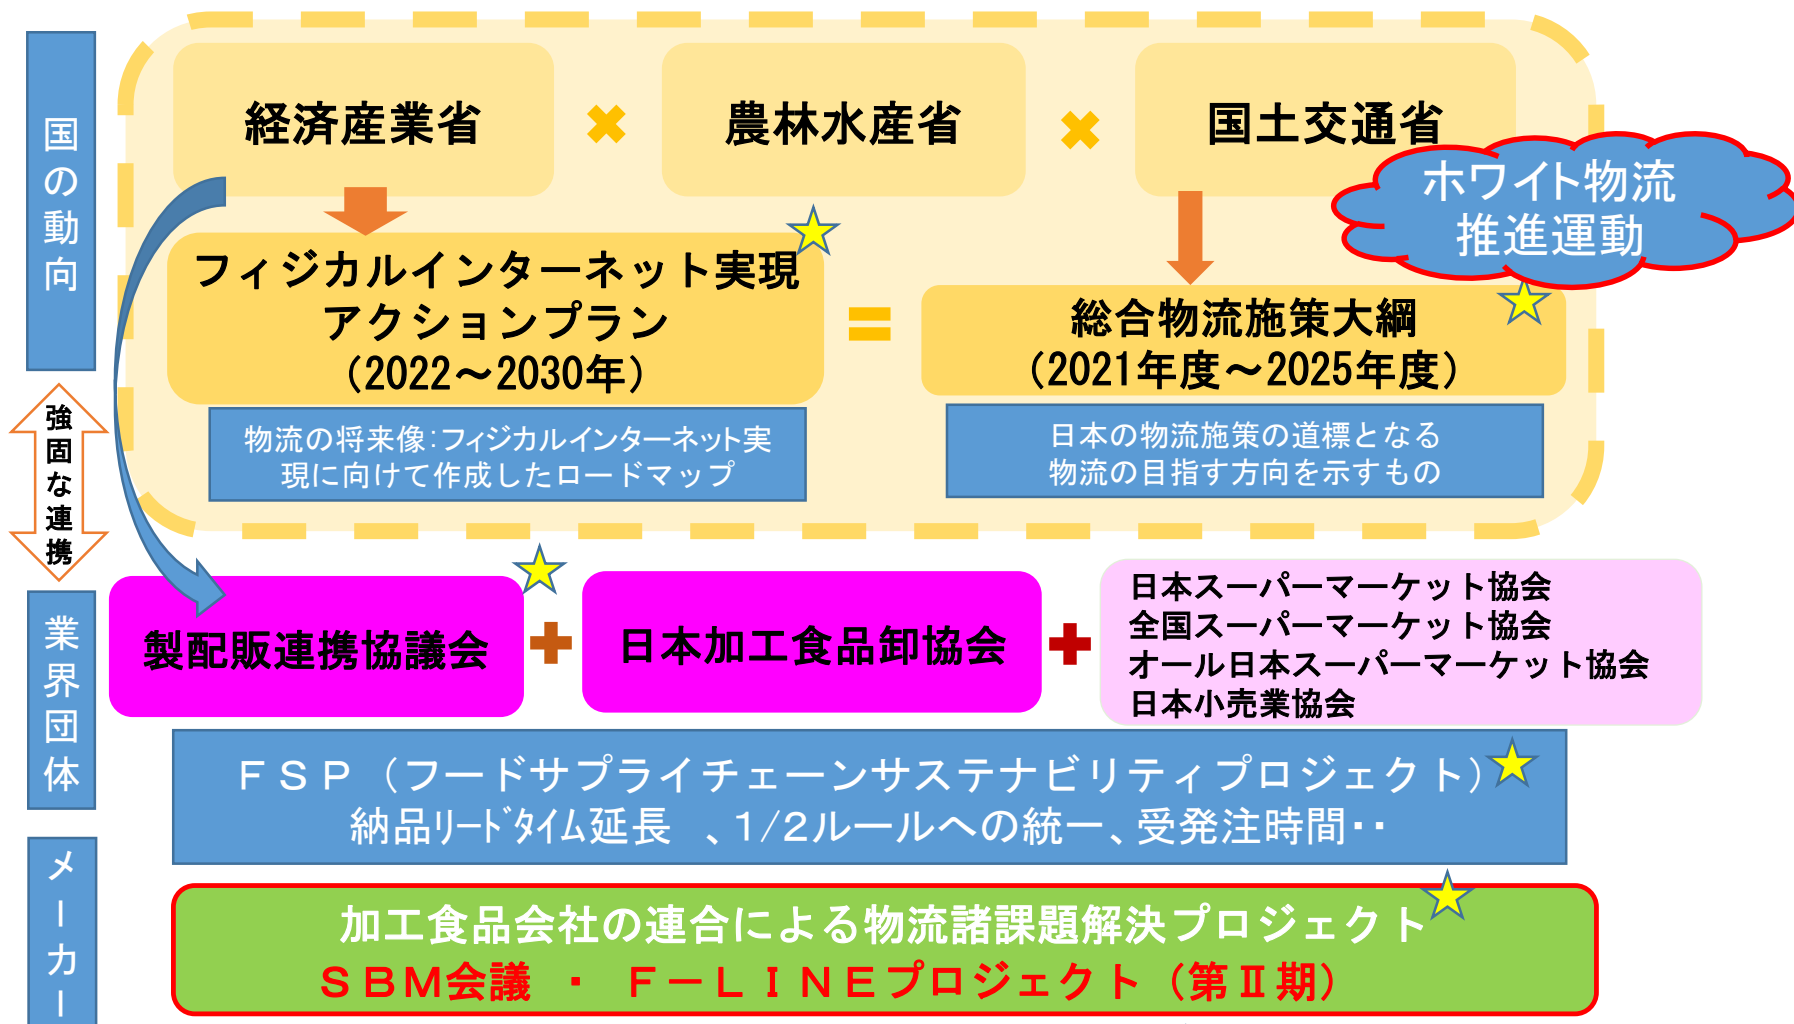 国の動向
経済産業省
✖
農林水産省
✖
国土交通省
ホワイト物流
推進運動
フィジカルインターネット実現
アクションプラン
（2022～2030年）
=
総合物流施策大綱
（2021年度～2025年度）
物流の将来像：フィジカルインターネット実
現に向けて作成したロードマップ
日本の物流施策の道標となる
物流の目指す方向を示すもの
強固な連携
業界団体
製配販連携協議会
✚
日本加工食品卸協会
✚
日本スーパーマーケット協会
全国スーパーマーケット協会
オール日本スーパーマーケット協会
日本小売業協会
ＦＳＰ（フードサプライチェーンサステナビリティプロジェクト）
納品ﾘｰﾄﾞﾀｲﾑ延長　、1/2ルールへの統一、受発注時間・・
メーカー
加工食品会社の連合による物流諸課題解決プロジェクト
ＳＢＭ会議　・　Ｆ－ＬＩＮＥプロジェクト（第Ⅱ期）